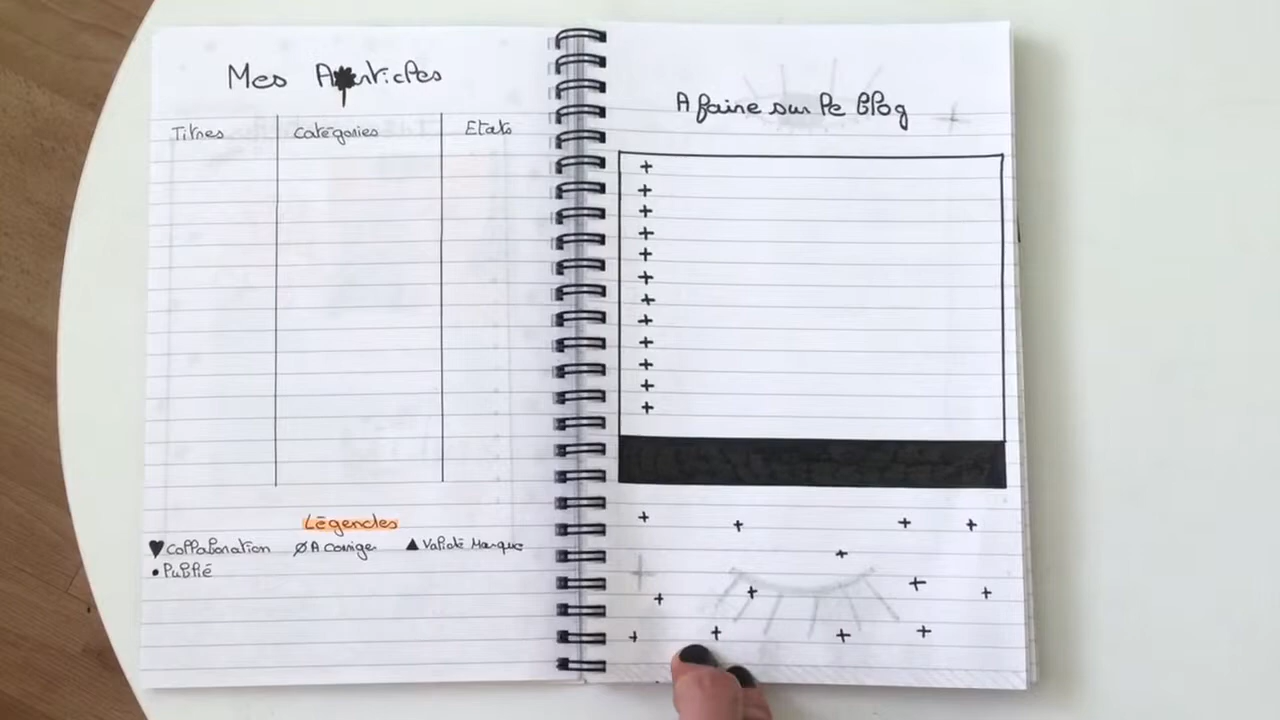 Mes Articles
Titres Catégories Etats
Légendes
♥ Collaboration Ø A corriger ▲ Validé Marque
• Publié
A faire sur le blog
+
+
+
+
+
+
+
+
+
+
+
+